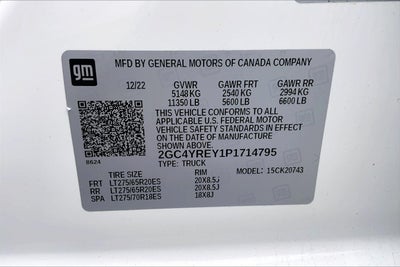 gm
MFD BY GENERAL MOTORS OF CANADA COMPANY
12/22 GVWR GAWR FRT GAWR RR
5148 KG 2540 KG 2994 KG
11350 LB 5600 LB 6600 LB
THIS VEHICLE CONFORMS TO ALL
APPLICABLE U.S. FEDERAL MOTOR
VEHICLE SAFETY STANDARDS IN
EFFECT ON THE DATE OF
MANUFACTURE SHOWN ABOVE.
2GC4YREY1P1714795
8624 TYPE: TRUCK
TIRE SIZE RIM MODEL: 15CK20743
FRT LT275/65R20ES 20X8.5J
RR LT275/65R20ES 20X8.5J
SPA LT275/70R18ES 18X8J